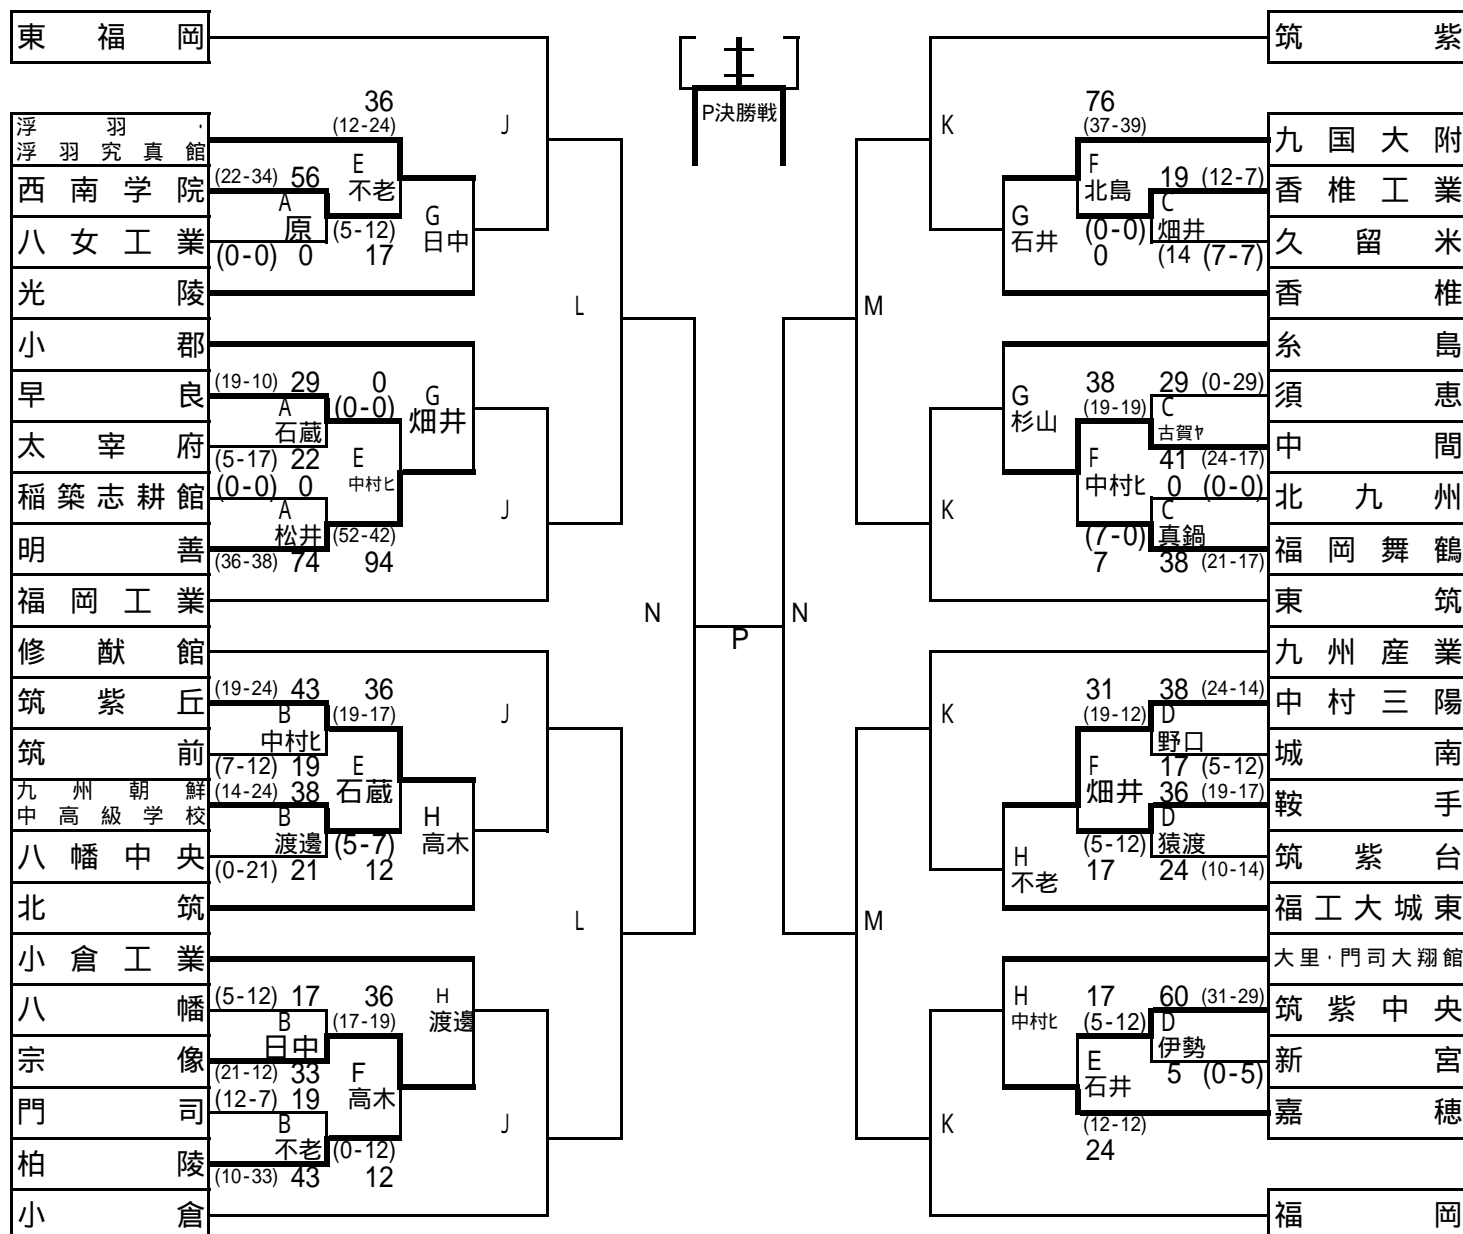 東福岡
36
(12-24)
J
浮羽・
浮羽究真館
E
不老
西南学院
(22-34) 56
A
原
G
日中
八女工業
(0-0) 0
(5-12)
17
光陵
L
小郡
早良
(19-10) 29
0
(0-0)
A
石蔵
G
畑井
太宰府
(5-17) 22
E
中村ヒ
稲築志耕館
(0-0) 0
A
松井
J
明善
(36-38) 74
(52-42)
94
福岡工業
N
修猷館
筑紫丘
(19-24) 43
36
(19-17)
J
B
中村ヒ
筑前
(7-12) 19
E
石蔵
九州朝鮮
中高級学校
(14-24) 38
B
渡邊
H
高木
八幡中央
(0-21) 21
(5-7)
12
北筑
L
小倉工業
八幡
(5-12) 17
36
(17-19)
H
渡邊
B
日中
宗像
(21-12) 33
F
高木
門司
(12-7) 19
B
不老
J
柏陵
(10-33) 43
(0-12)
12
小倉
P決勝戦
P
筑紫
K
76
(37-39)
九国大附
F
北島
19 (12-7)
香椎工業
C
畑井
G
石井
(0-0)
0
(14 (7-7)
久留米
香椎
M
糸島
38
(19-19)
29 (0-29)
須恵
G
杉山
C
古賀ヤ
中間
41 (24-17)
F
中村ヒ
0 (0-0)
北九州
K
C
真鍋
(7-0)
7
38 (21-17)
福岡舞鶴
東筑
N
九州産業
31
(19-12)
38 (24-14)
中村三陽
K
D
野口
城南
17 (5-12)
F
畑井
36 (19-17)
鞍手
D
猿渡
(5-12)
17
24 (10-14)
筑紫台
H
不老
福工大城東
M
大里・門司大翔館
H
中村ヒ
17
(5-12)
60 (31-29)
筑紫中央
D
伊勢
新宮
5 (0-5)
E
石井
嘉穂
K
(12-12)
24
福岡